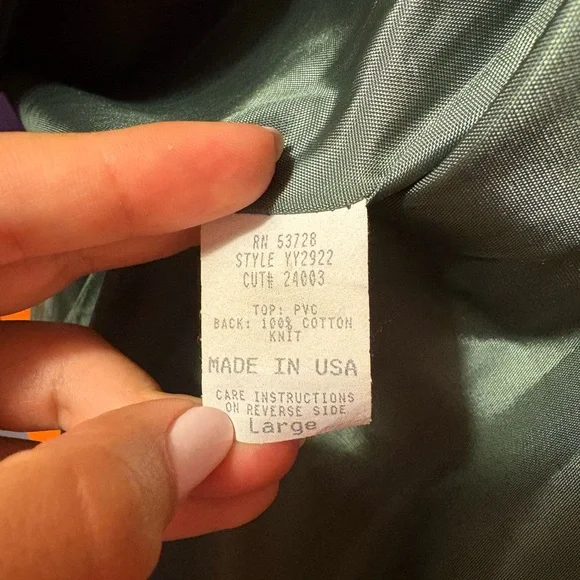 RN 53728
STYLE YY2922
CUT# 24003
TOP: PVC
BACK: 100% COTTON
KNIT
MADE IN USA
CARE INSTRUCTIONS
ON REVERSE SIDE
Large